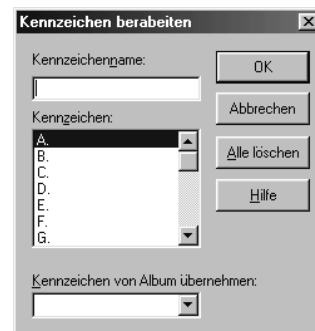 Kennzeichen berabeiten
Kennzeichenname:
OK
Abbrechen
Kennzeichen:
A.
B.
C.
D.
E.
F.
G.
Alle löschen
Hilfe
Kennzeichen von Album übernehmen: